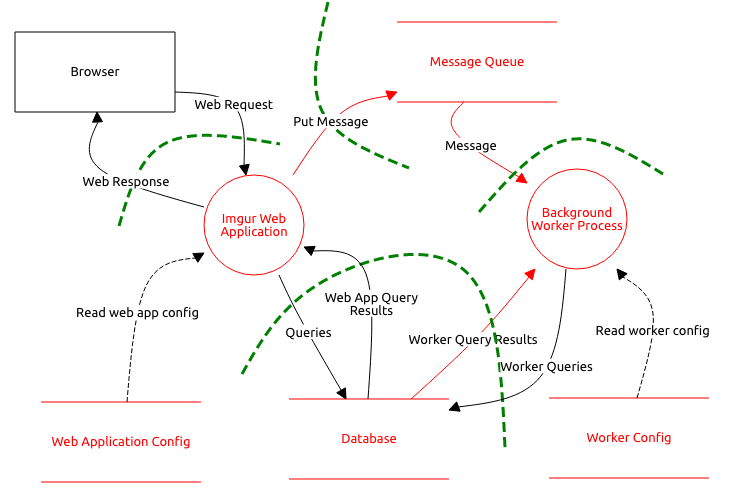 Message Queue
Browser
Web Request
Put Message
Message
Web Response
Imgur Web
Application
Background
Worker Process
Web App Query
Results
Read web app config
Queries
Worker Query Results
Read worker config
Worker Queries
Web Application Config
Database
Worker Config